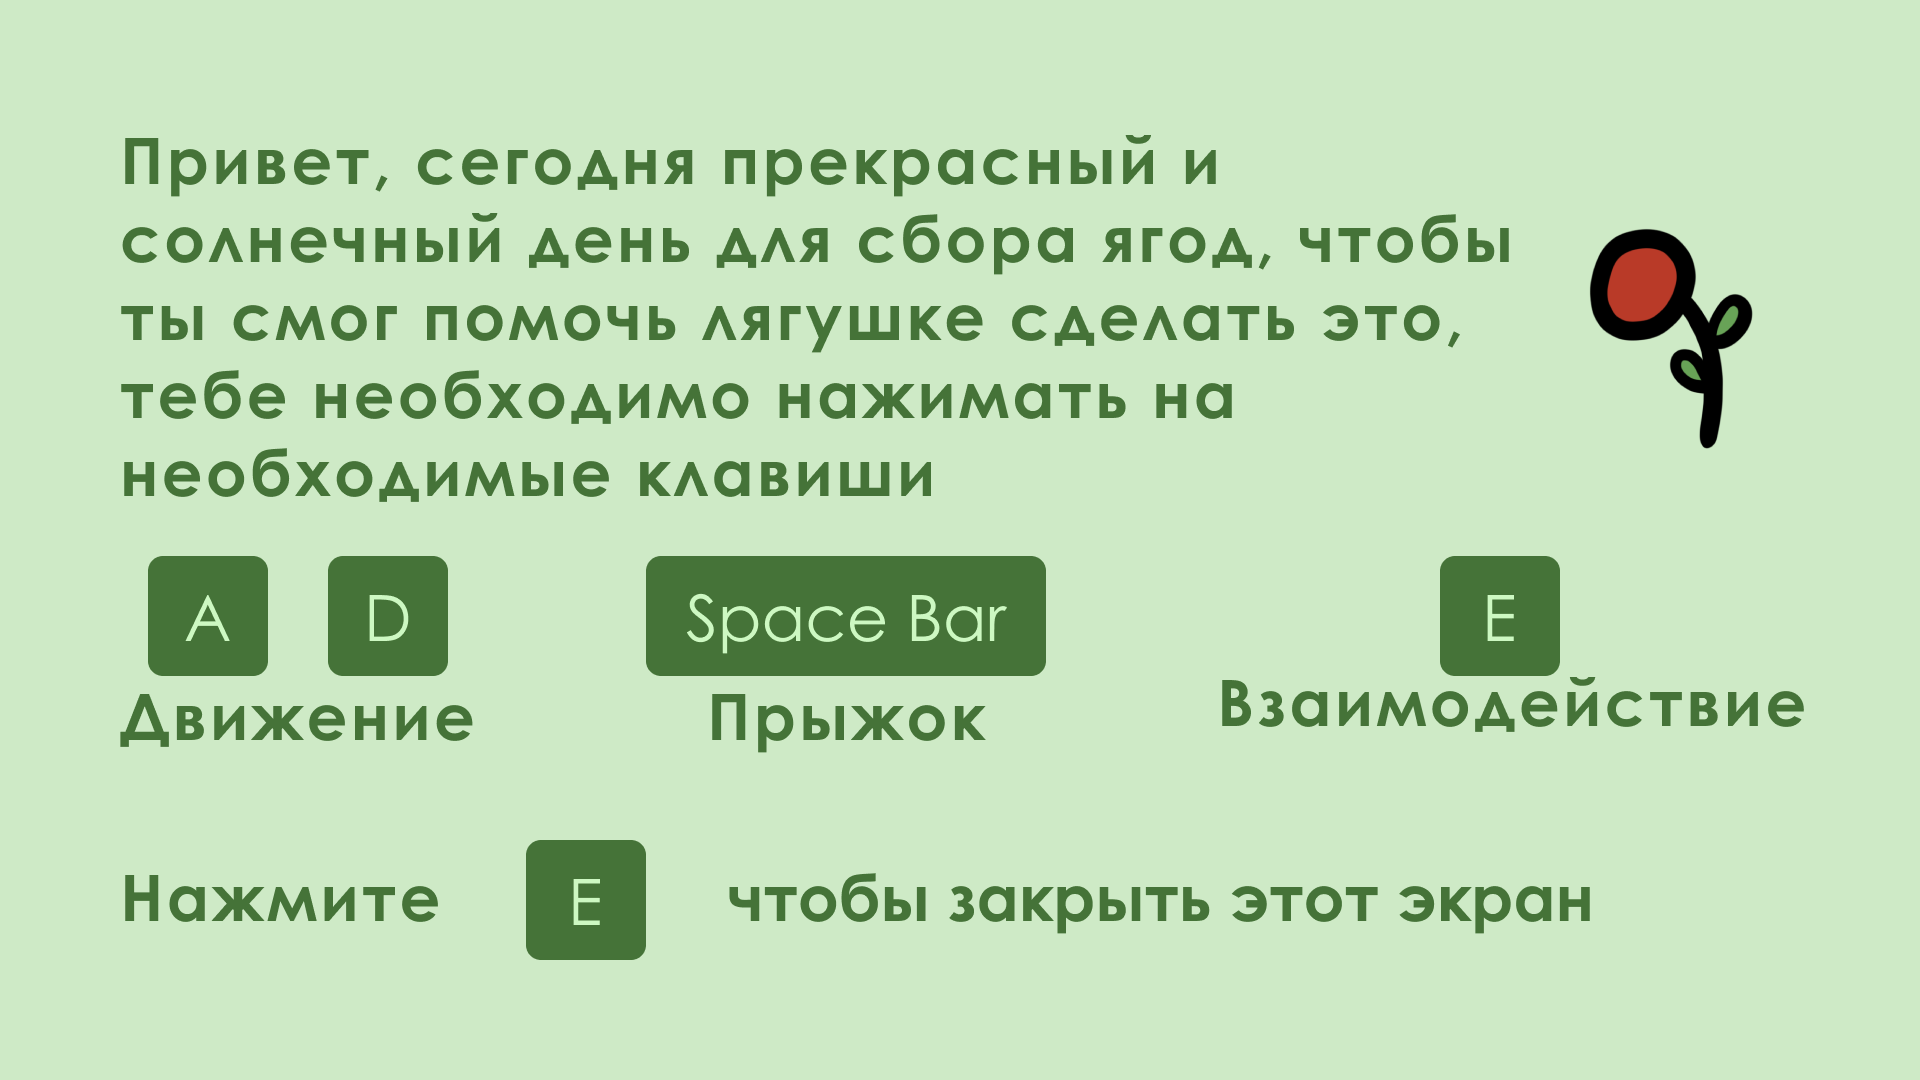 Привет, сегодня прекрасный и
солнечный день для сбора ягод, чтобы
ты смог помочь лягушке сделать это,
тебе необходимо нажимать на
необходимые клавиши
A D Space Bar E
Движение Прыжок Взаимодействие
Нажмите E чтобы закрыть этот экран